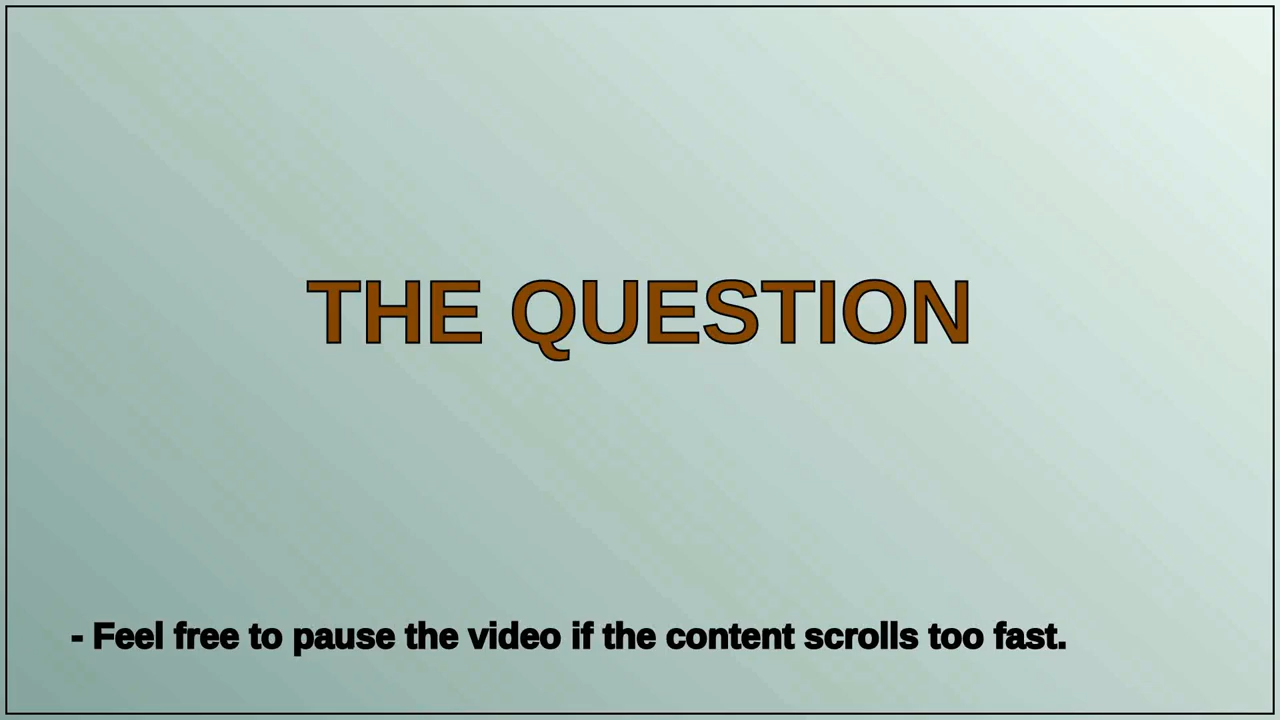 THE QUESTION
- Feel free to pause the video if the content scrolls too fast.